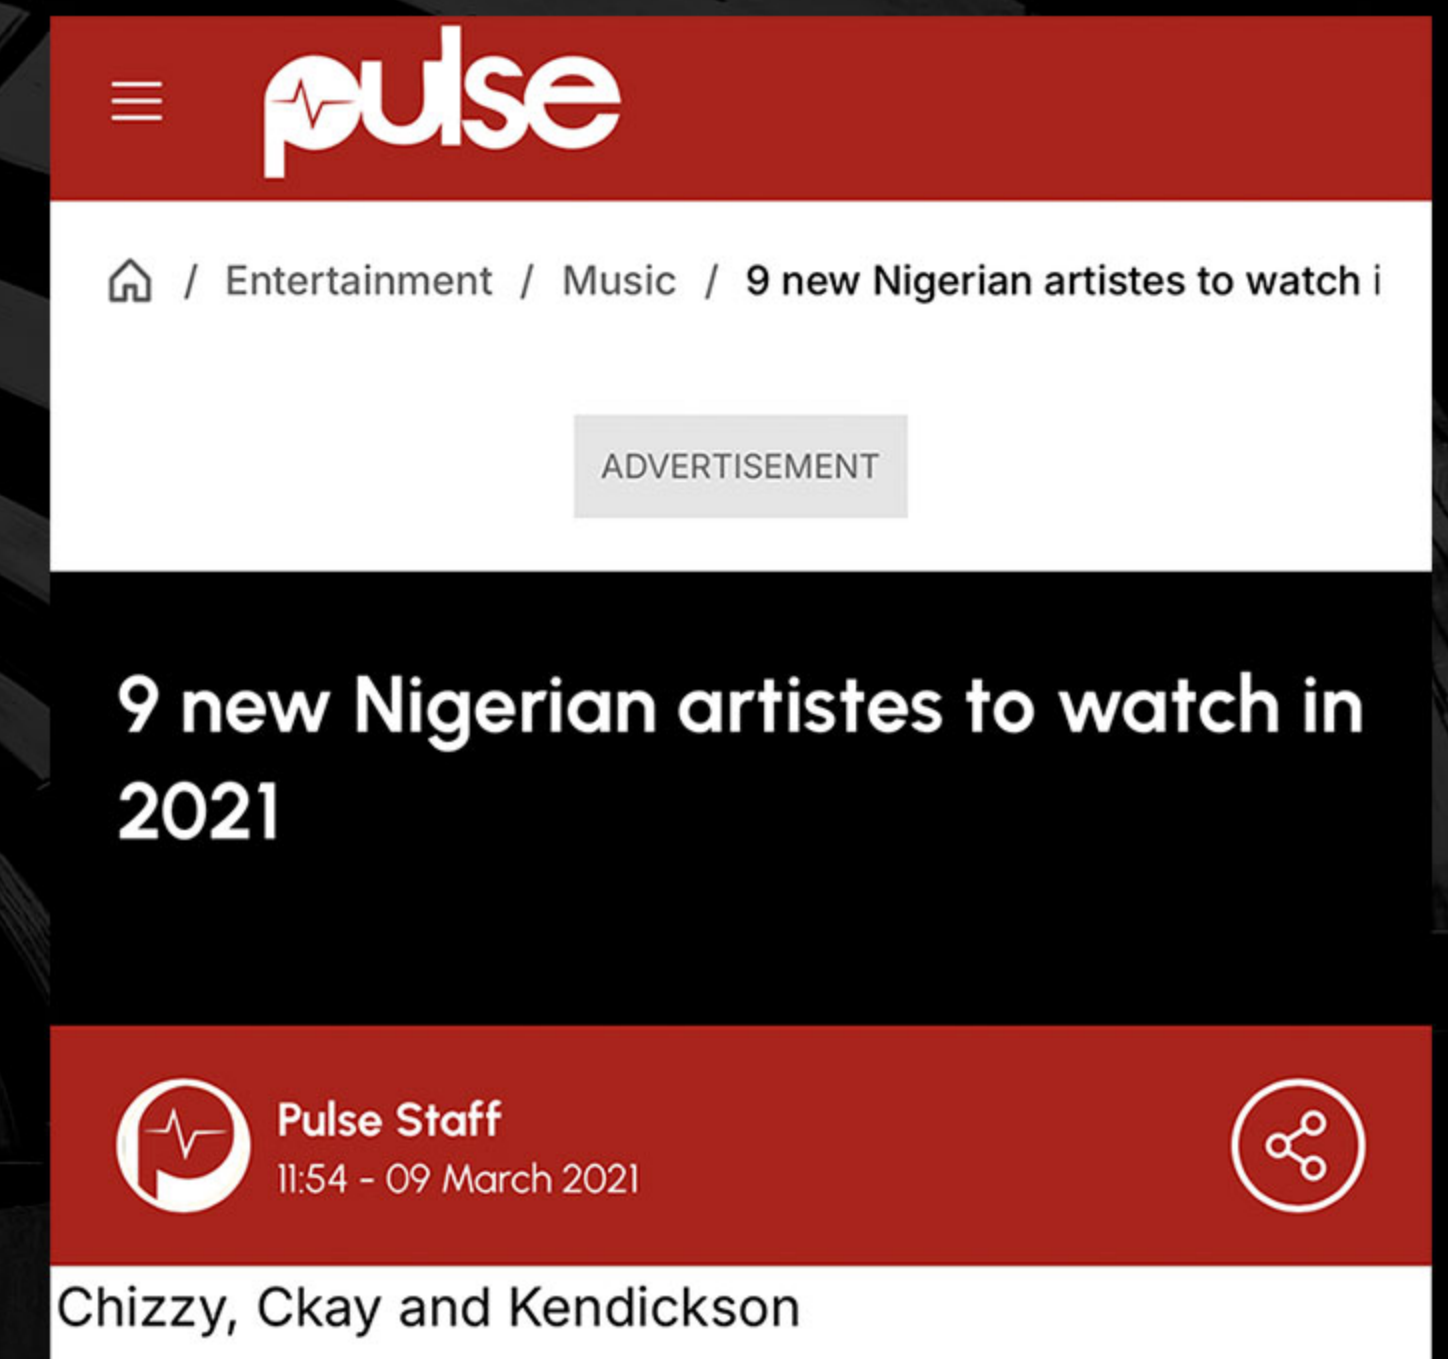 pulse
/ Entertainment / Music / 9 new Nigerian artistes to watch i
ADVERTISEMENT
9 new Nigerian artistes to watch in
2021
Pulse Staff
11:54 - 09 March 2021
Chizzy, Ckay and Kendickson